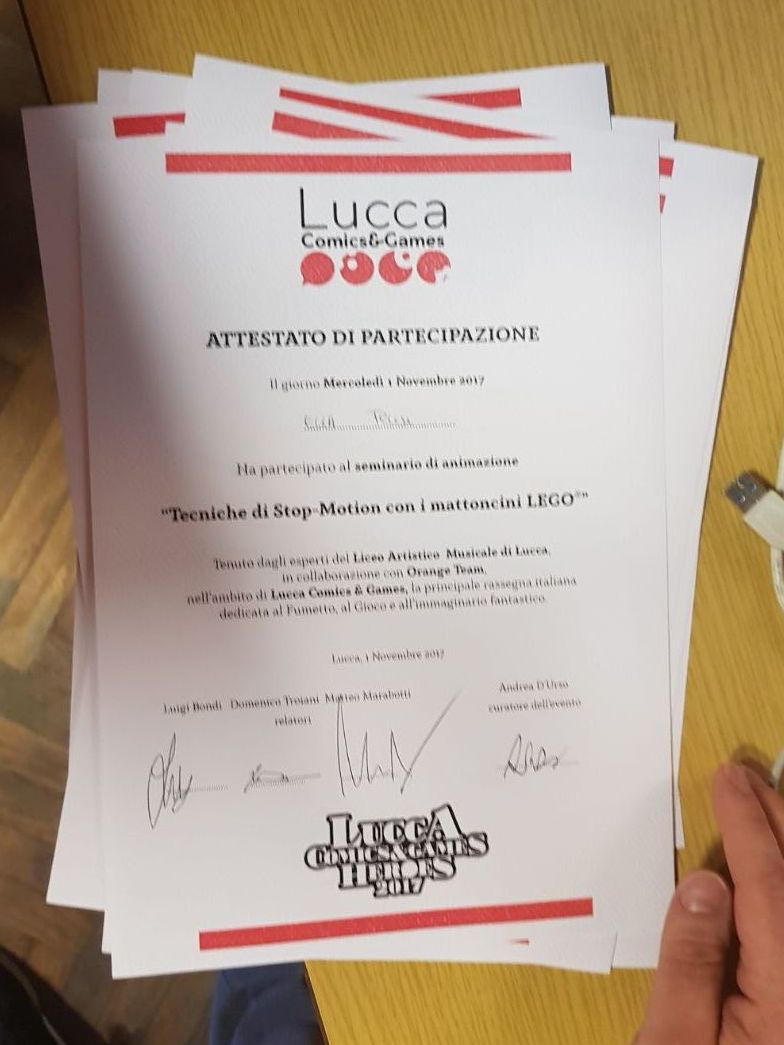 Lucca
Comics&Games
ATTESTATO DI PARTECIPAZIONE
Il giorno Mercoledì 1 Novembre 2017
Ha partecipato al seminario di animazione
“Tecniche di Stop-Motion con i mattoncini LEGO®”
Tenuto dagli esperti del Liceo Artistico Musicale di Lucca,
in collaborazione con Orange Team,
nell'ambito di Lucca Comics & Games, la principale rassegna italiana
dedicata al Fumetto, al Gioco e all'immaginario fantastico.
Lucca, 1 Novembre 2017
Luigi Bondi Domenico Troiani Matteo Marabotti
relatori
Andrea D'Urso
curatore dell'evento
LUCCA
COMICS&GAMES
HEROES
2017